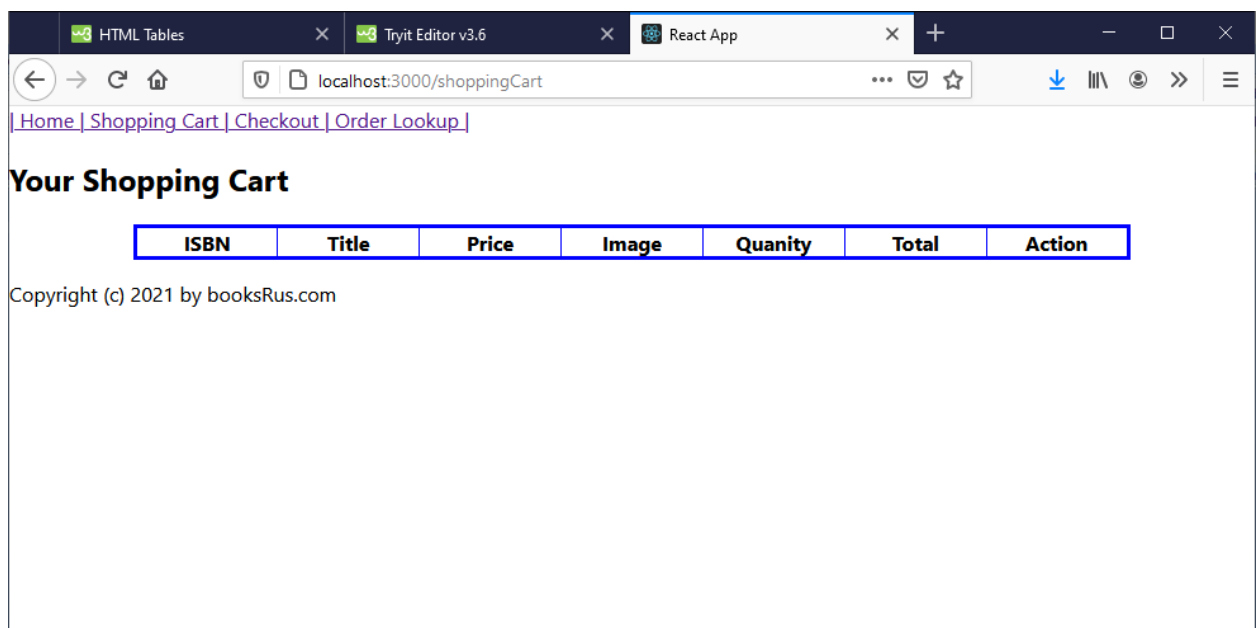 HTML Tables Tryit Editor v3.6 React App
localhost:3000/shoppingCart
| Home | Shopping Cart | Checkout | Order Lookup |
Your Shopping Cart
ISBN Title Price Image Quanity Total Action
Copyright (c) 2021 by booksRus.com